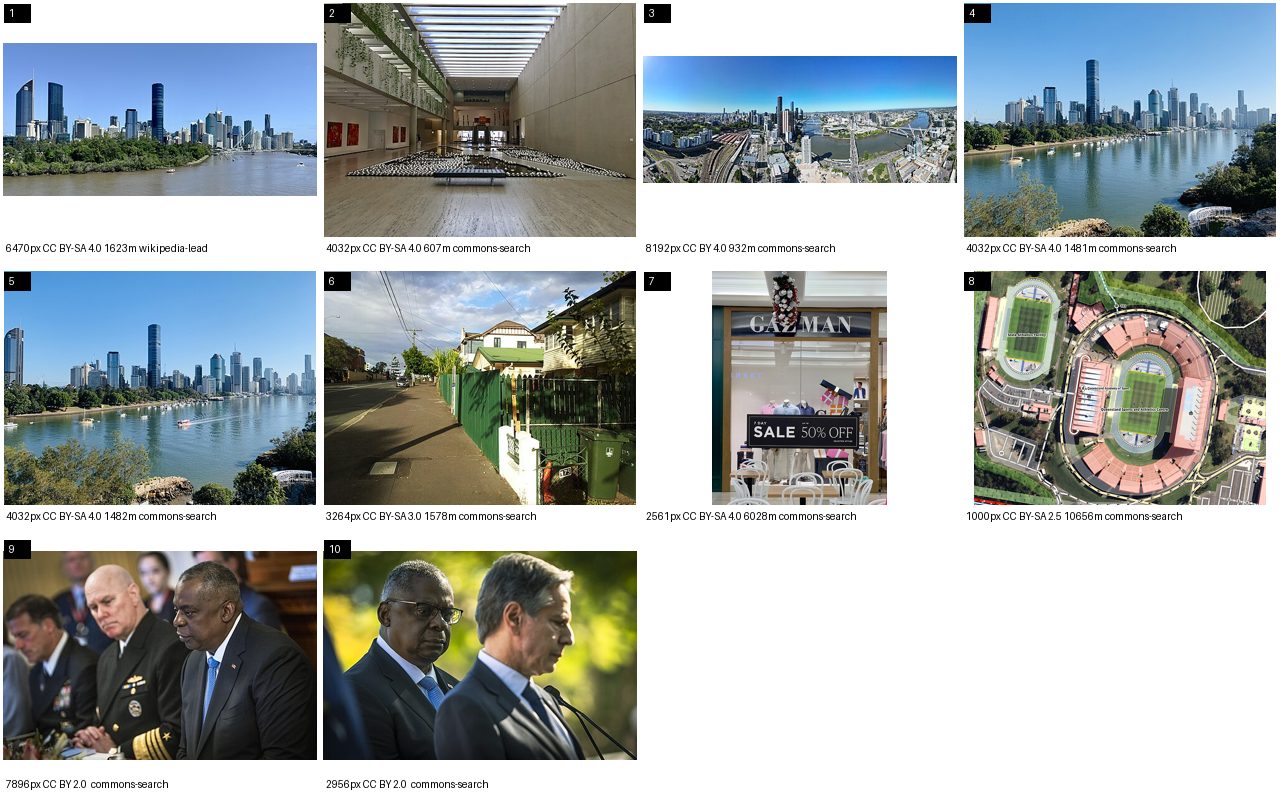 1
6470px CC BY-SA 4.0 1623m wikipedia-lead
2
4032px CC BY-SA 4.0 607m commons-search
3
8192px CC BY 4.0 932m commons-search
4
4032px CC BY-SA 4.0 1481m commons-search
5
4032px CC BY-SA 4.0 1482m commons-search
6
3264px CC BY-SA 3.0 1578m commons-search
7
GAZMAN
7 DAY
SALE
50% OFF
2561px CC BY-SA 4.0 6028m commons-search
8
1000px CC BY-SA 2.5 10656m commons-search
9
7896px CC BY 2.0 commons-search
10
2956px CC BY 2.0 commons-search